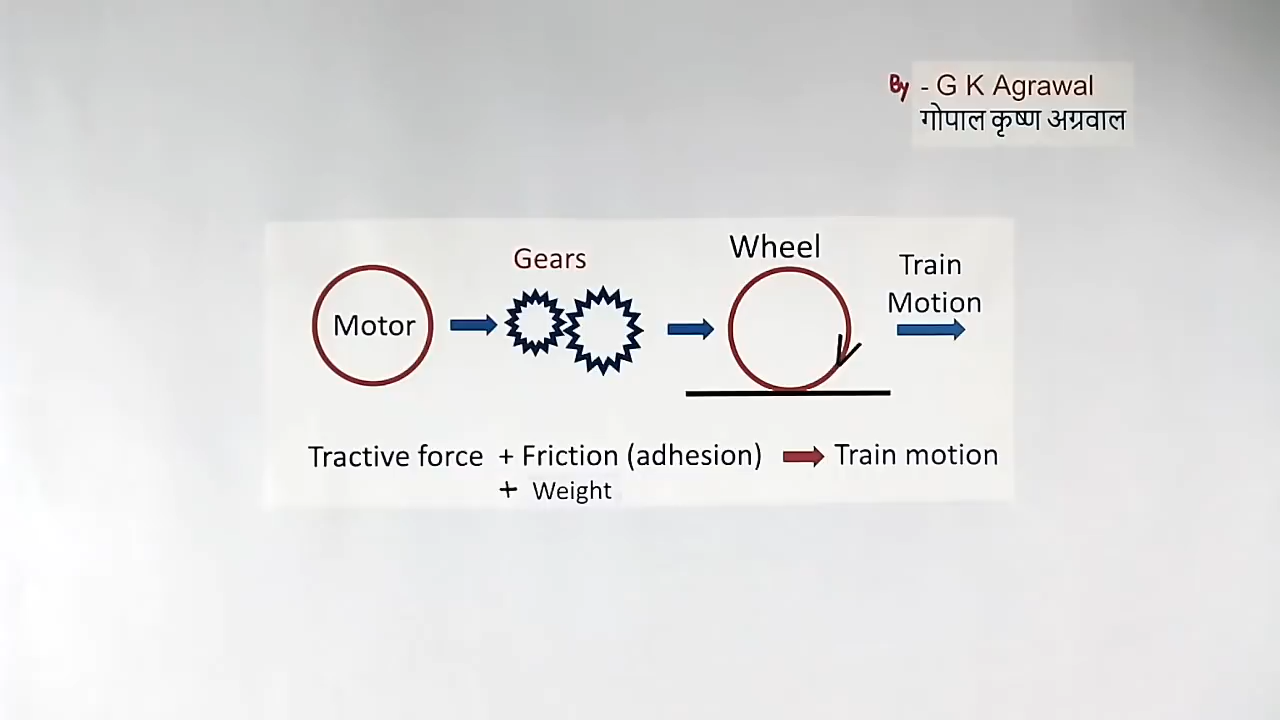 By - G K Agrawal
गोपाल कृष्ण अग्रवाल
Gears
Wheel
Train
Motion
Motor
Tractive force + Friction (adhesion) Train motion
+ Weight